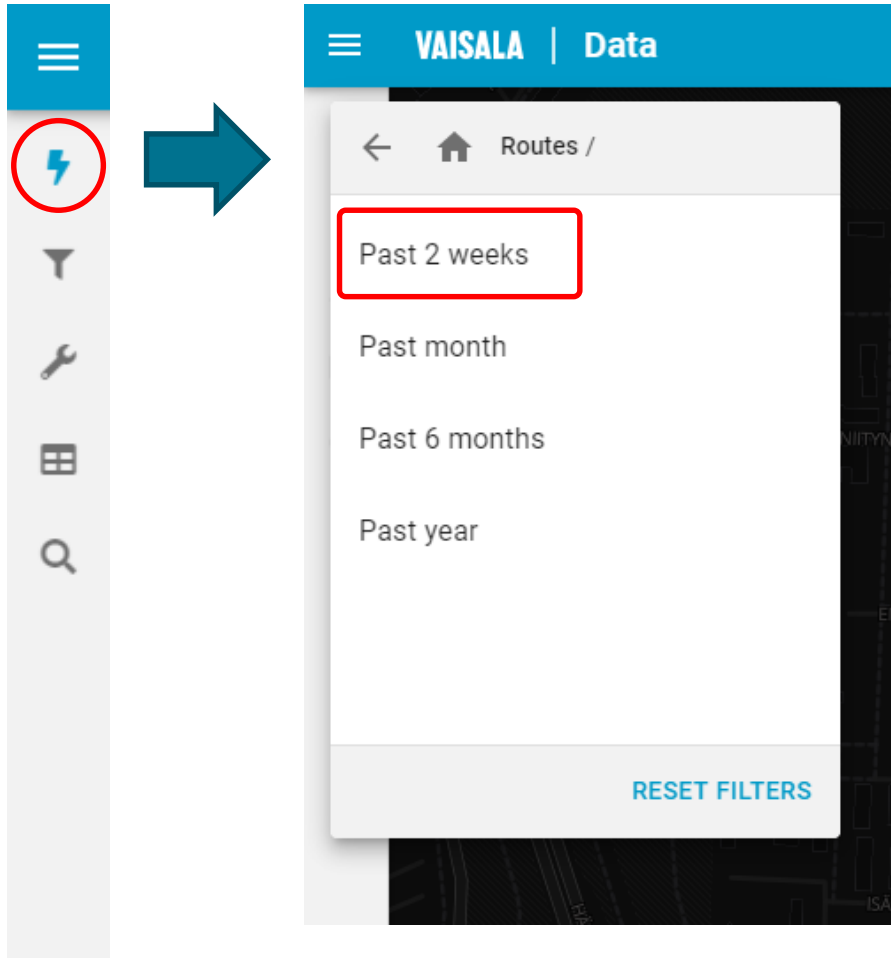 VAISALA | Data
Routes /
Past 2 weeks
Past month
Past 6 months
Past year
RESET FILTERS